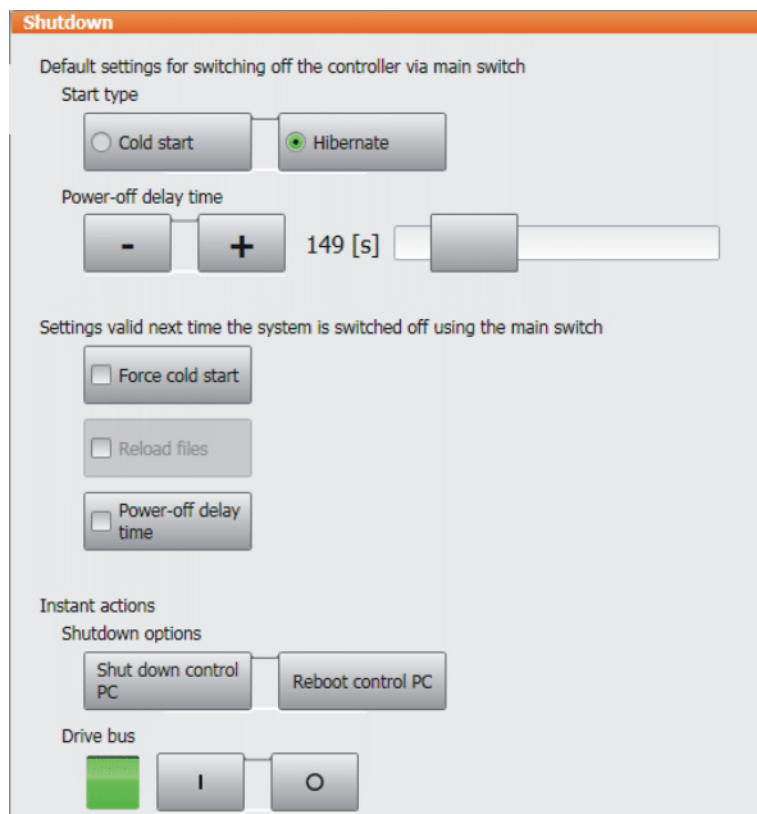 Shutdown
Default settings for switching off the controller via main switch
Start type
Cold start
Hibernate
Power-off delay time
-
+
149 [s]
Settings valid next time the system is switched off using the main switch
Force cold start
Reload files
Power-off delay
time
Instant actions
Shutdown options
Shut down control
PC
Reboot control PC
Drive bus
I
O